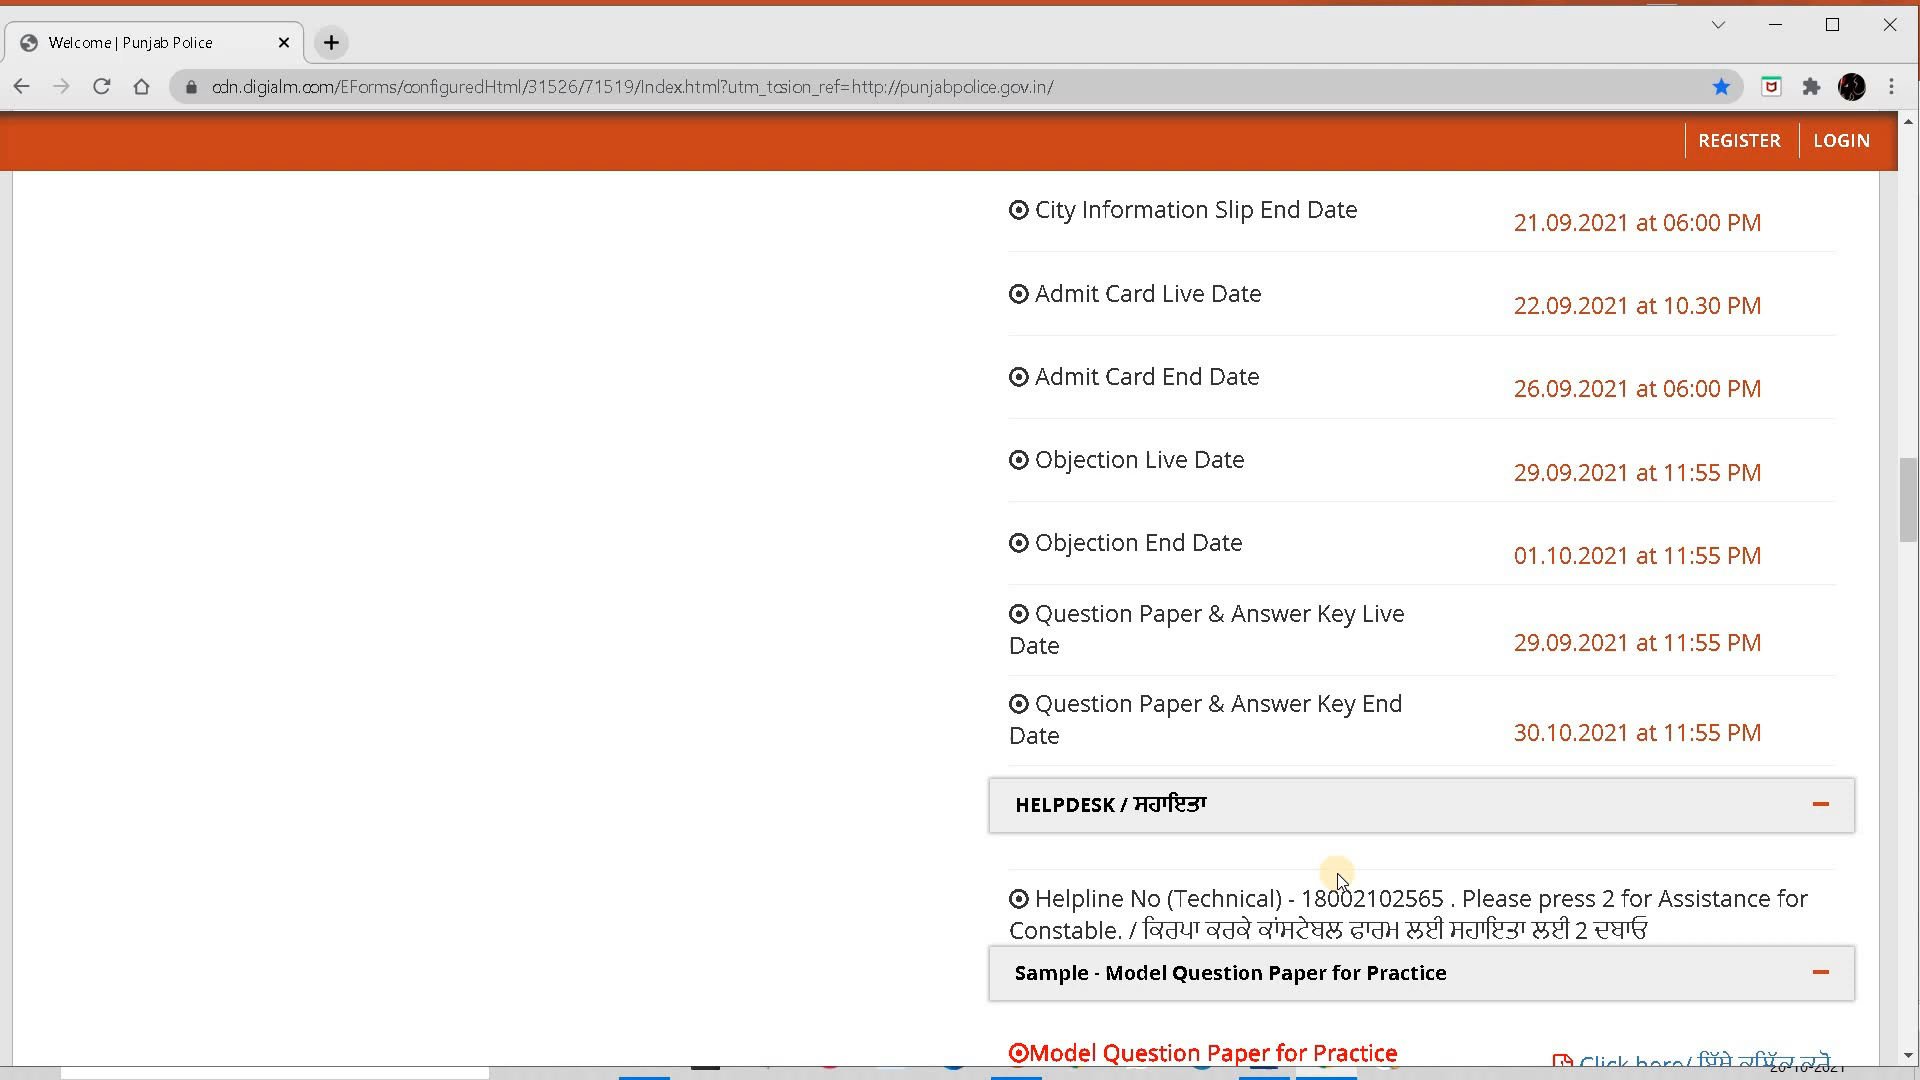 Welcome | Punjab Police
cdn.digialm.com/EForms/configuredHtml/31526/71519/Index.html?utm_tcsion_ref=http://punjabpolice.gov.in/
REGISTER LOGIN
City Information Slip End Date 21.09.2021 at 06:00 PM
Admit Card Live Date 22.09.2021 at 10.30 PM
Admit Card End Date 26.09.2021 at 06:00 PM
Objection Live Date 29.09.2021 at 11:55 PM
Objection End Date 01.10.2021 at 11:55 PM
Question Paper & Answer Key Live
Date 29.09.2021 at 11:55 PM
Question Paper & Answer Key End
Date 30.10.2021 at 11:55 PM
HELPDESK / ਸਹਾਇਤਾ
Helpline No (Technical) - 18002102565 . Please press 2 for Assistance for
Constable. / ਕਿਰਪਾ ਕਰਕੇ ਕਾਂਸਟੇਬਲ ਫਾਰਮ ਲਈ ਸਹਾਇਤਾ ਲਈ 2 ਦਬਾਓ
Sample - Model Question Paper for Practice
Model Question Paper for Practice Click here/ ਇੱਥੇ ਕਲਿੱਕ ਕਰੋ